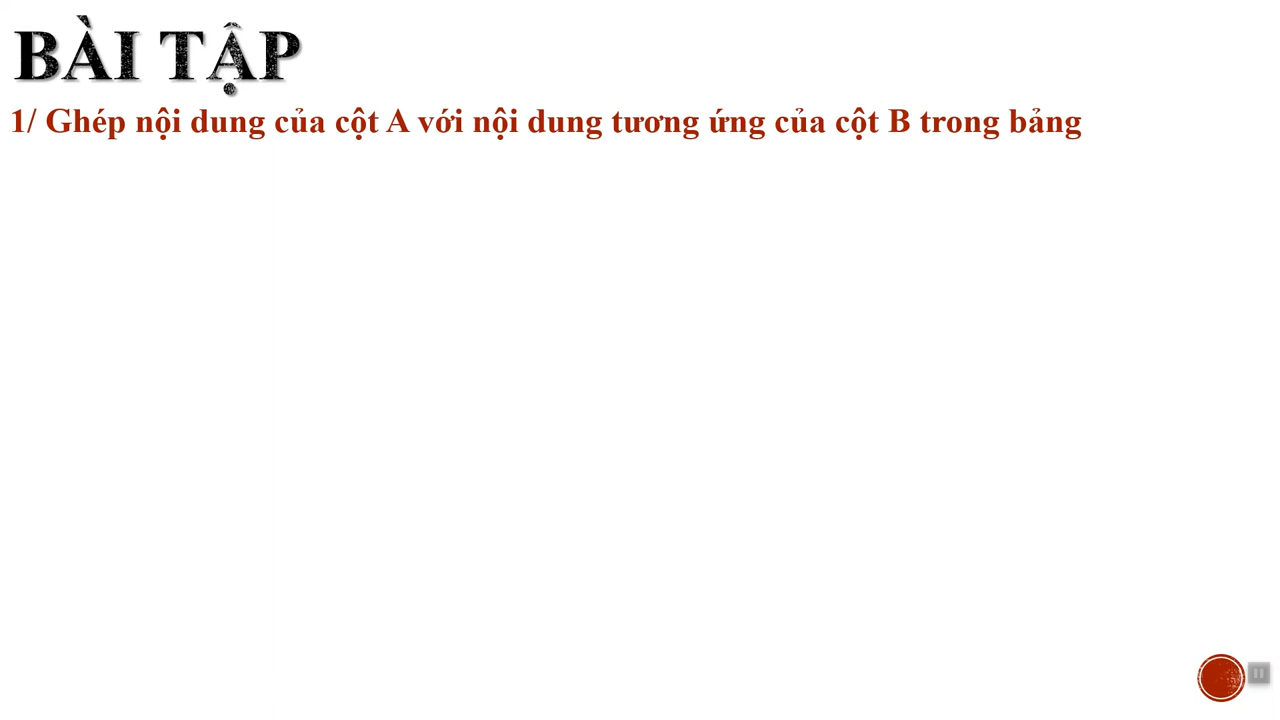 BÀI TẬP
1/ Ghép nội dung của cột A với nội dung tương ứng của cột B trong bảng